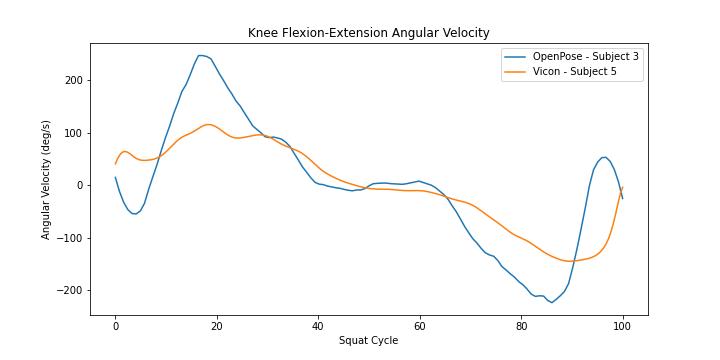 Knee Flexion-Extension Angular Velocity
OpenPose - Subject 3
Vicon - Subject 5
Angular Velocity (deg/s)
200
100
0
−100
−200
0 20 40 60 80 100
Squat Cycle